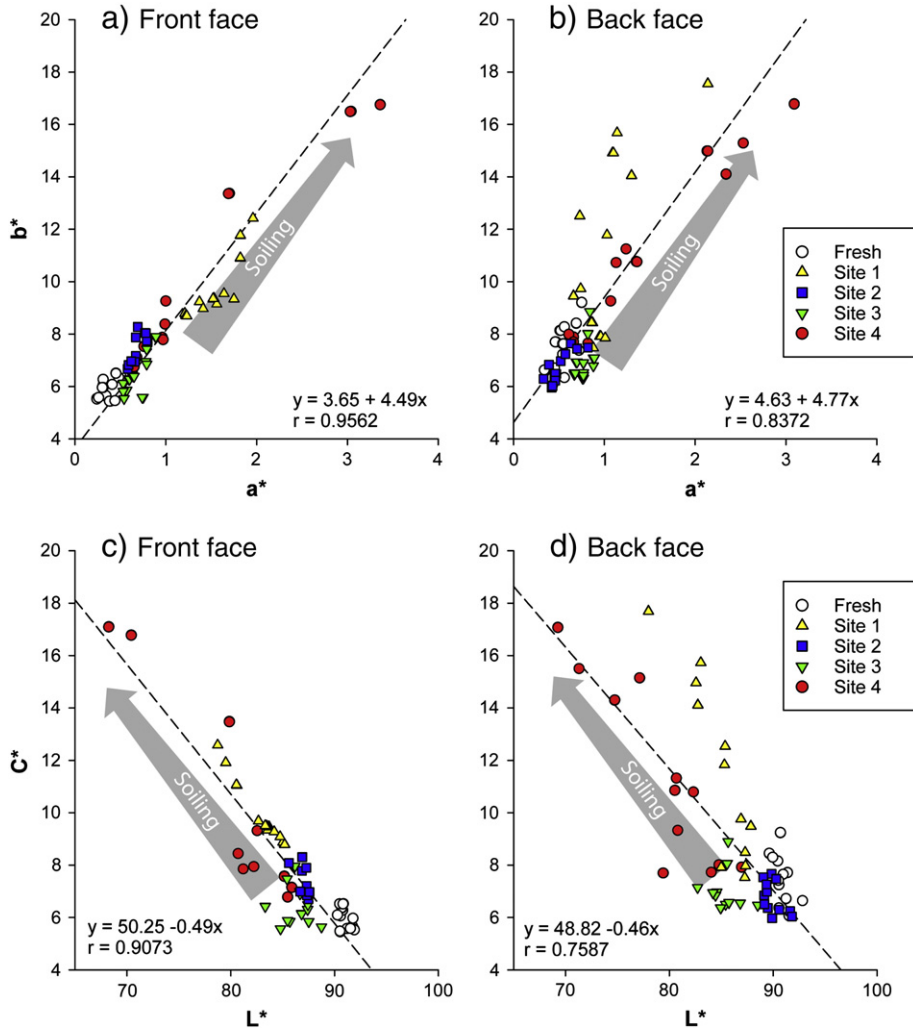 a) Front face
b) Back face
20
18
16
14
12
10
8
6
4
b*
Soiling
y = 3.65 + 4.49x
r = 0.9562
0
1
2
3
4
a*
20
18
16
14
12
10
8
6
4
Soiling
y = 4.63 + 4.77x
r = 0.8372
0
1
2
3
4
a*
Fresh
Site 1
Site 2
Site 3
Site 4
c) Front face
d) Back face
20
18
16
14
12
10
8
6
4
C*
Soiling
y = 50.25 -0.49x
r = 0.9073
70
80
90
100
L*
20
18
16
14
12
10
8
6
4
Soiling
y = 48.82 -0.46x
r = 0.7587
70
80
90
100
L*
Fresh
Site 1
Site 2
Site 3
Site 4